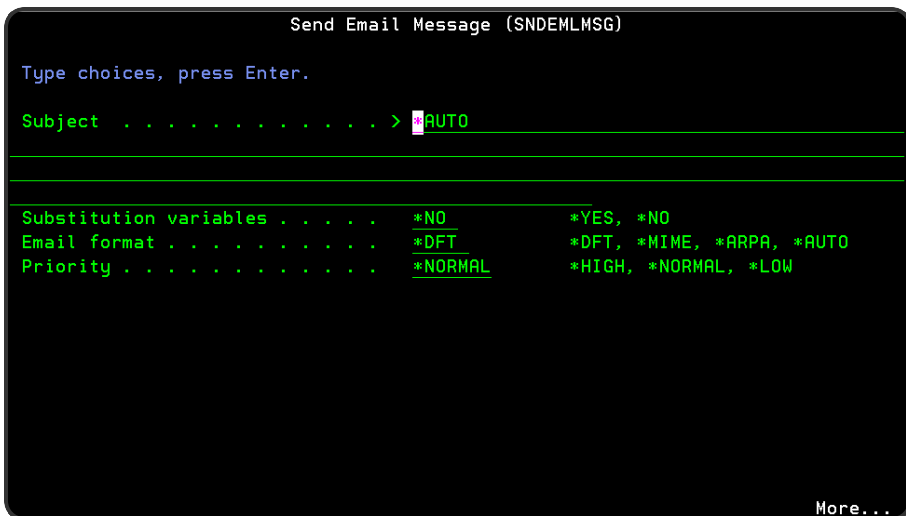 Send Email Message (SNDEMLMSG)
Type choices, press Enter.
Subject . . . . . . . . . . . . . > *AUTO
Substitution variables . . . . . *NO *YES, *NO
Email format . . . . . . . . . . *DFT *DFT, *MIME, *ARPA, *AUTO
Priority . . . . . . . . . . . . *NORMAL *HIGH, *NORMAL, *LOW
More...